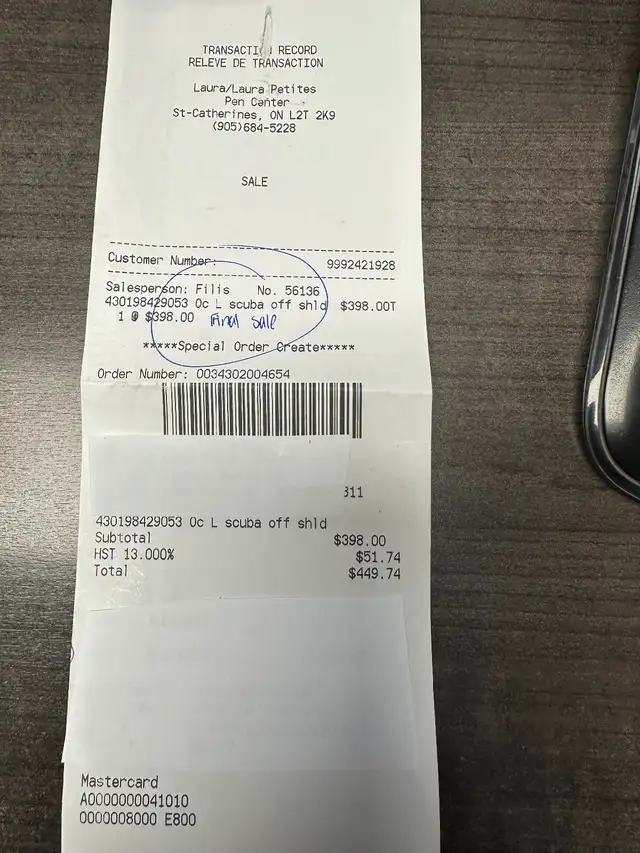 TRANSACTION RECORD
RELEVE DE TRANSACTION
Laura/Laura Petites
Pen Center
St-Catherines, ON L2T 2K9
(905)684-5228
SALE
Customer Number: 9992421928
Salesperson: Filis No. 56136
430198429053 Oc L scuba off shld $398.00T
1 @ $398.00 Final sale
*****Special Order Create*****
Order Number: 0034302004654
311
430198429053 Oc L scuba off shld
Subtotal $398.00
HST 13.000% $51.74
Total $449.74
Mastercard
A0000000041010
0000008000 E800